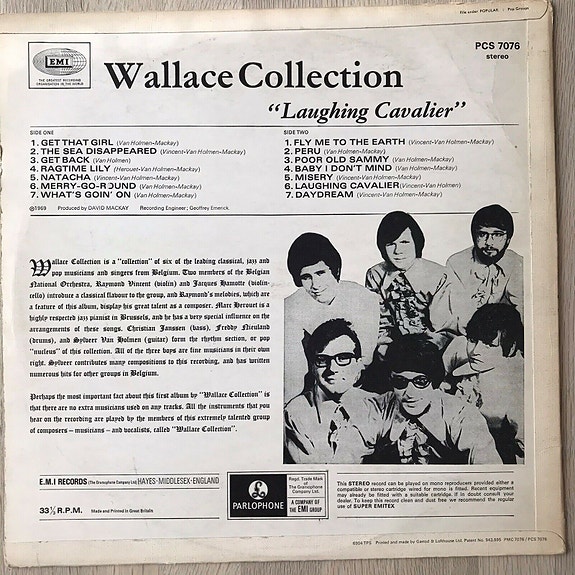 File under POPULAR : Pop Groups
EMI
THE GREATEST RECORDING
ORGANISATION IN THE WORLD
Wallace Collection
PCS 7076
stereo
"Laughing Cavalier"
SIDE ONE
1. GET THAT GIRL (Van Holmen-Mackay)
2. THE SEA DISAPPEARED (Vincent-Van Holmen-Mackay)
3. GET BACK (Van Holmen)
4. RAGTIME LILY (Herouet-Van Holmen-Mackay)
5. NATACHA (Vincent-Van Holmen-Mackay)
6. MERRY-GO-ROUND (Van Holmen-Mackay)
7. WHAT'S GOIN' ON (Van Holmen-Mackay)
SIDE TWO
1. FLY ME TO THE EARTH (Vincent-Van Holmen-Mackay)
2. PERU (Vincent-Van Holmen-Mackay)
3. POOR OLD SAMMY (Van Holmen-Mackay)
4. BABY I DON'T MIND (Van Holmen-Mackay)
5. MISERY (Vincent-Van Holmen-Mackay)
6. LAUGHING CAVALIER (Vincent-Van Holmen)
7. DAYDREAM (Vincent-Van Holmen-Mackay)
℗1969 Produced by DAVID MACKAY Recording Engineer; Geoffrey Emerick.
Wallace Collection is a "collection" of six of the leading classical, jazz and
pop musicians and singers from Belgium. Two members of the Belgian
National Orchestra, Raymond Vincent (violin) and Jacques Namotte (violin-
cello) introduce a classical flavour to the group, and Raymond's melodies, which are
a feature of this album, display his great talent as a composer. Marc Herouet is a
highly respected jazz pianist in Brussels, and he has a very special influence on the
arrangements of these songs. Christian Janssen (bass), Freddy Nieuland
(drums), and Sylveer Van Holmen (guitar) form the rhythm section, or pop
"nucleus" of this collection. All of the three boys are fine musicians in their own
right. Sylveer contributes many compositions to this recording, and has written
numerous hits for other groups in Belgium.
Perhaps the most important fact about this first album by "Wallace Collection" is
that there are no extra musicians used on any tracks. All the instruments that you
hear on the recording are played by the members of this extremely talented group
of composers – musicians – and vocalists, called "Wallace Collection".
E.M.I RECORDS (The Gramophone Company Ltd.) HAYES·MIDDLESEX·ENGLAND
33⅓ R.P.M. Made and Printed in Great Britain
PARLOPHONE
Regd. Trade Mark
of The
Gramophone
Company Ltd.
A COMPANY OF
THE EMI GROUP
This STEREO record can be played on mono reproducers provided either a
compatible or stereo cartridge wired for mono is fitted. Recent equipment
may already be fitted with a suitable cartridge. If in doubt consult your
dealer. To keep this record clean and dust free we recommend the regular
use of SUPER EMITEX
6904 TPS Printed and made by Garrod & Lofthouse Ltd. Patent No. 943,895 PMC 7076 / PCS 7076